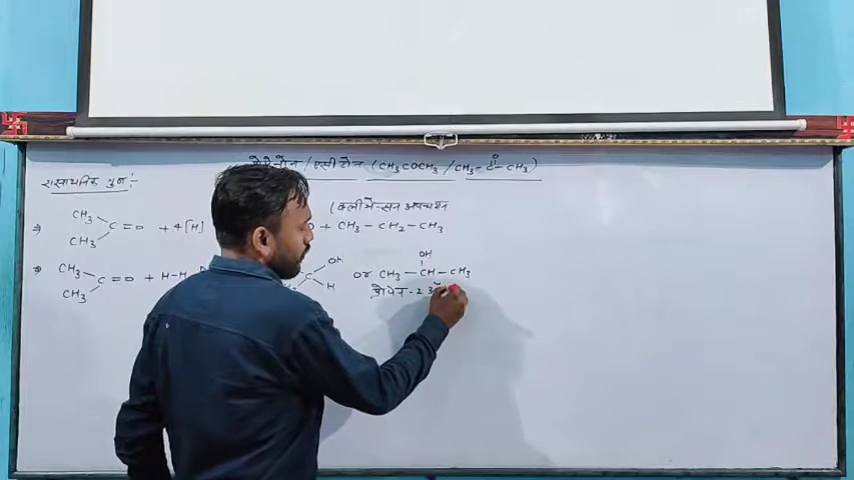 प्रोपेनोन / एसीटोन (CH₃COCH₃ / CH₃-C-CH₃)
O
रासायनिक गुण:-
(क्लीमेन्सन अपचयन
⇒ CH₃ CH₃ C=O +4[H] O + CH₃-CH₂-CH₃
⇒ CH₃ CH₃ C=O + H-H C OH H or CH₃-CH-CH₃
OH
प्रोपेन-2